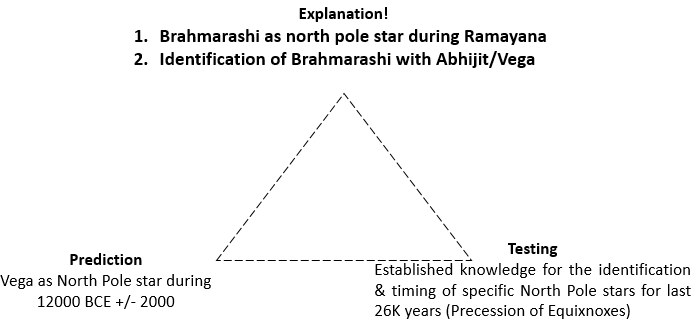 Explanation!
1. Brahmarashi as north pole star during Ramayana
2. Identification of Brahmarashi with Abhijit/Vega
Prediction
Vega as North Pole star during
12000 BCE +/- 2000
Testing
Established knowledge for the identification
& timing of specific North Pole stars for last
26K years (Precession of Equixnoxes)